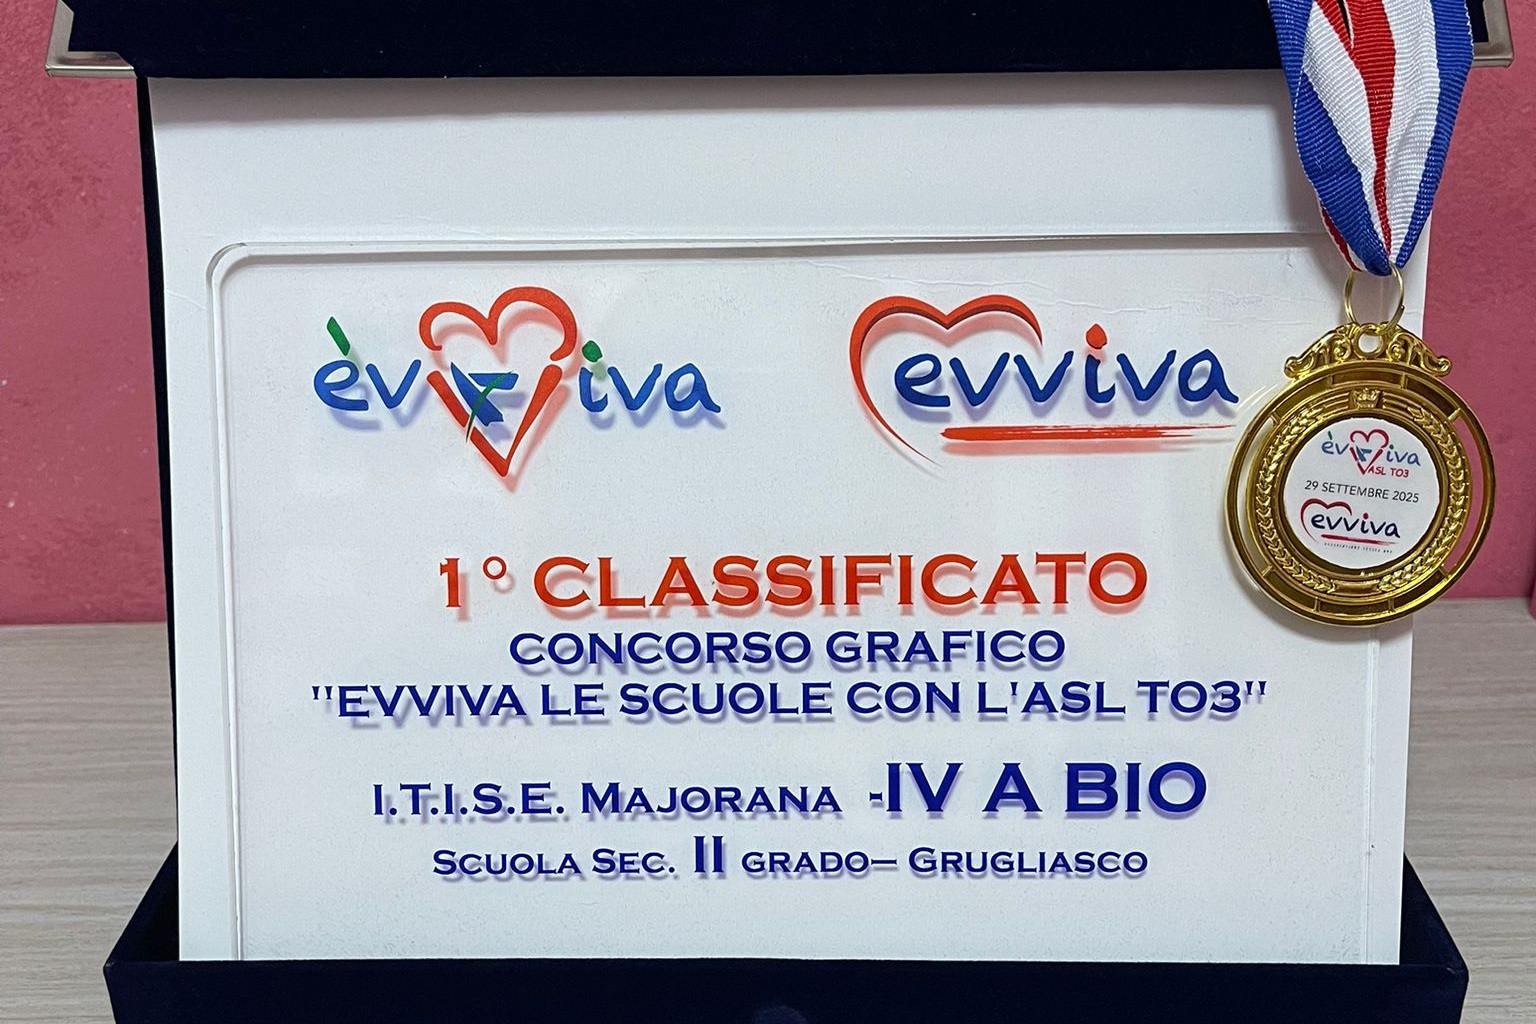 èvviva
evviva
1° CLASSIFICATO
CONCORSO GRAFICO
"EVVIVA LE SCUOLE CON L'ASL TO3"
I.T.I.S.E. MAJORANA -IV A BIO
SCUOLA SEC. II GRADO– GRUGLIASCO
èvviva
ASL TO3
29 SETTEMBRE 2025
evviva